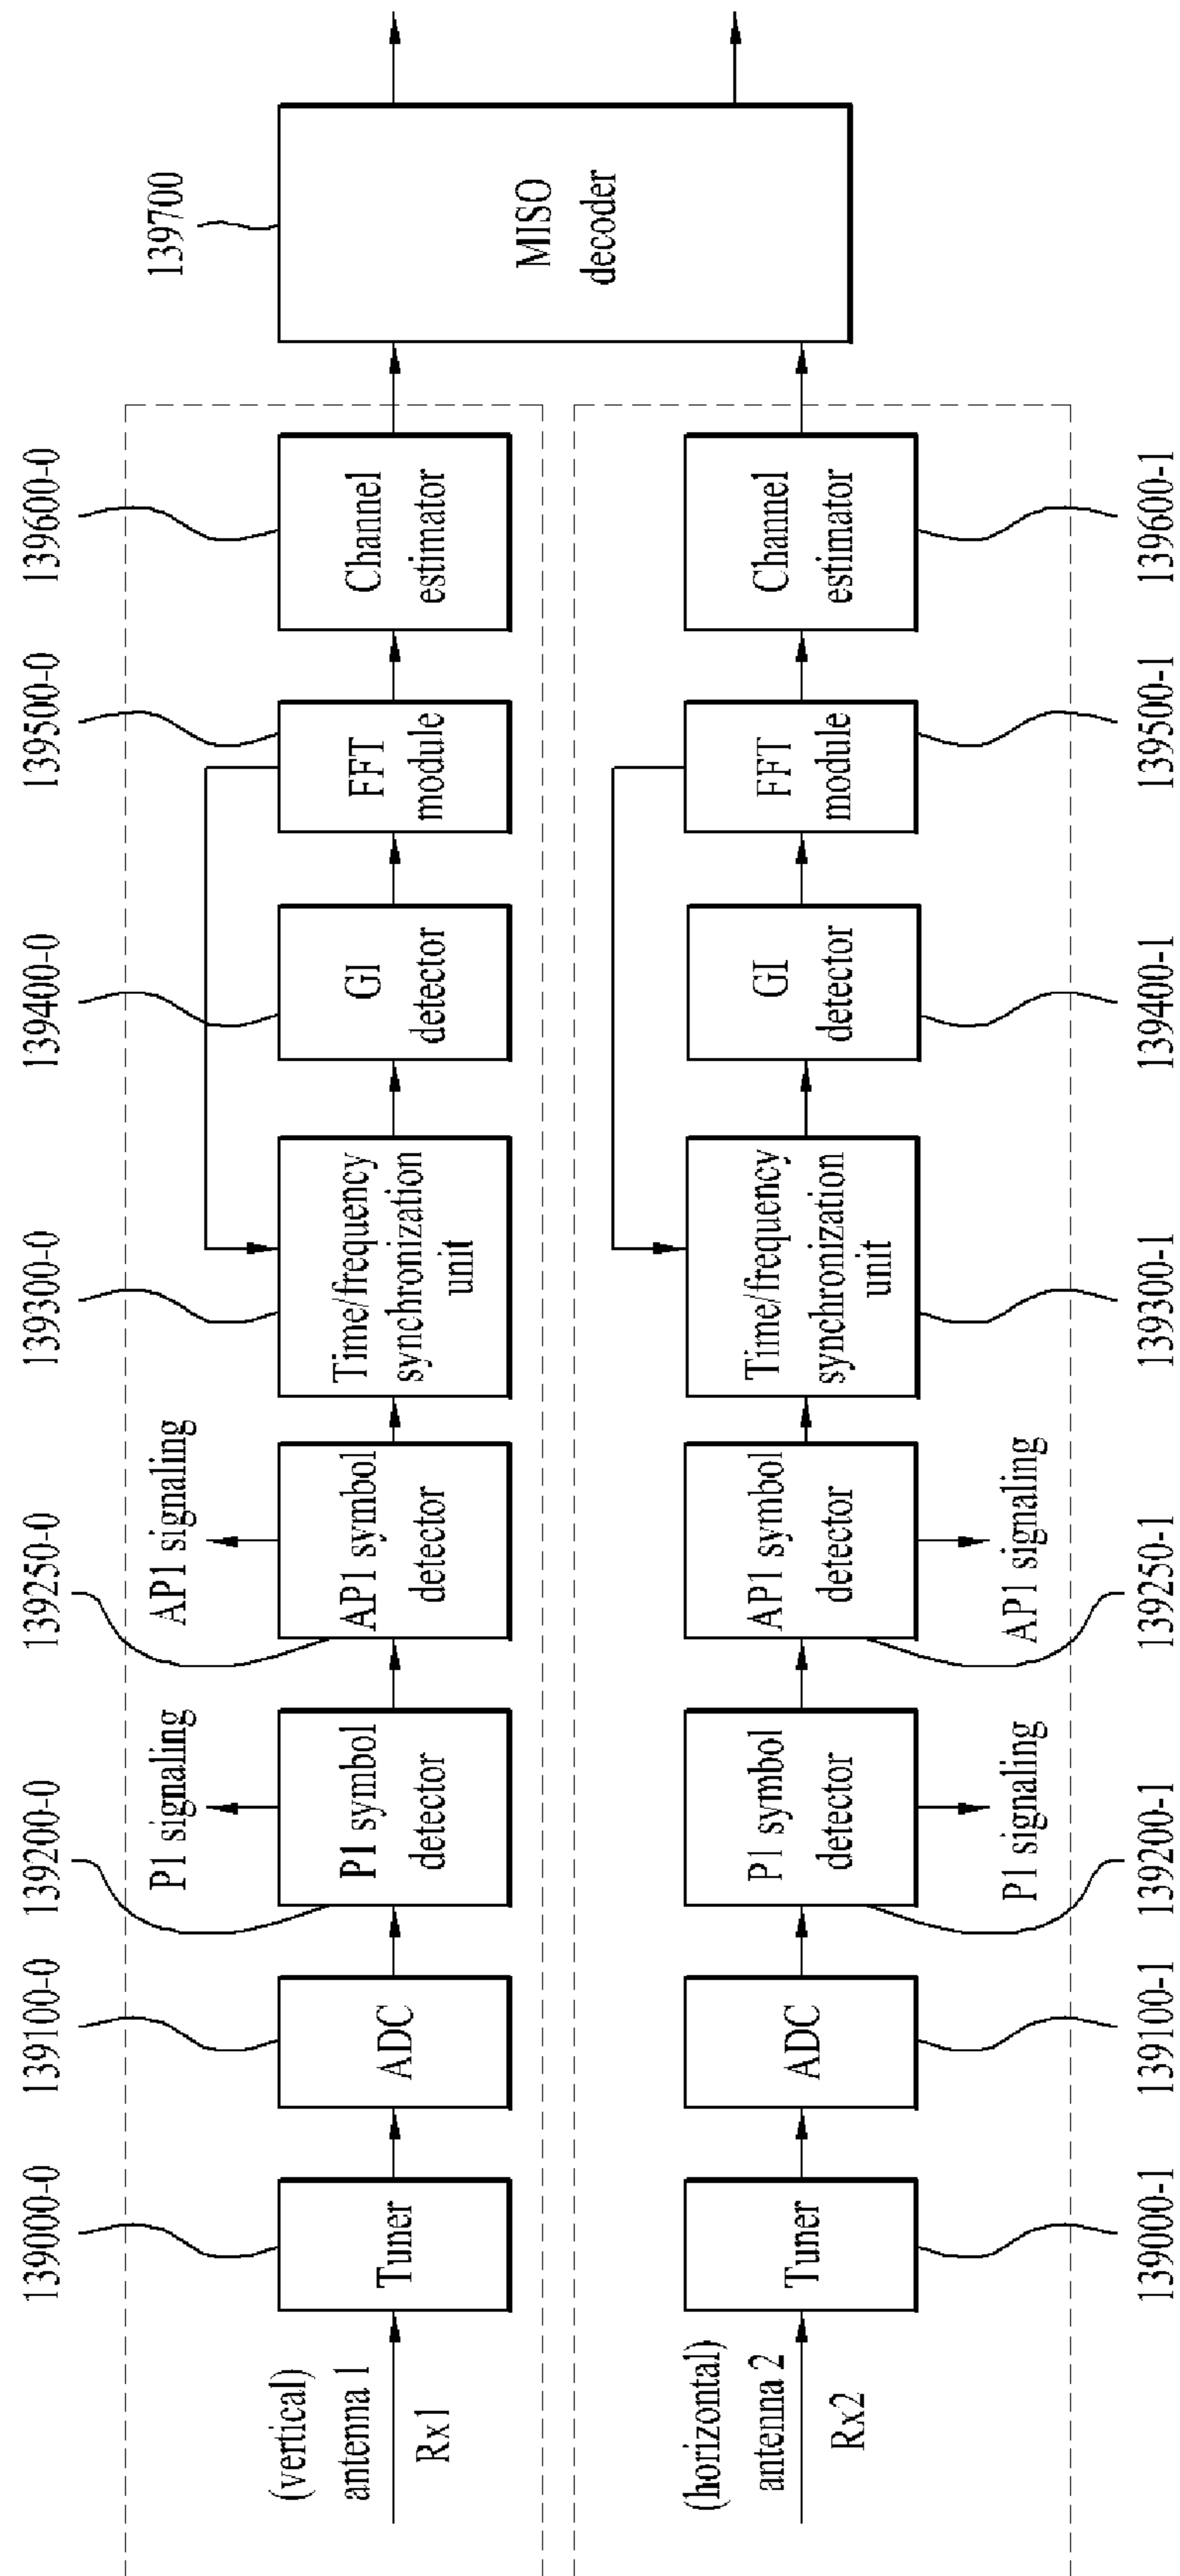 139000-0
139100-0
139200-0
139250-0
139300-0
139400-0
139500-0
139600-0
139700
P1 signaling
AP1 signaling
(vertical)
antenna 1
Rx1
Tuner
ADC
P1 symbol
detector
AP1 symbol
detector
Time/frequency
synchronization
unit
GI
detector
FFT
module
Channel
estimator
MISO
decoder
(horizontal)
antenna 2
Rx2
Tuner
ADC
P1 symbol
detector
AP1 symbol
detector
Time/frequency
synchronization
unit
GI
detector
FFT
module
Channel
estimator
P1 signaling
AP1 signaling
139000-1
139100-1
139200-1
139250-1
139300-1
139400-1
139500-1
139600-1